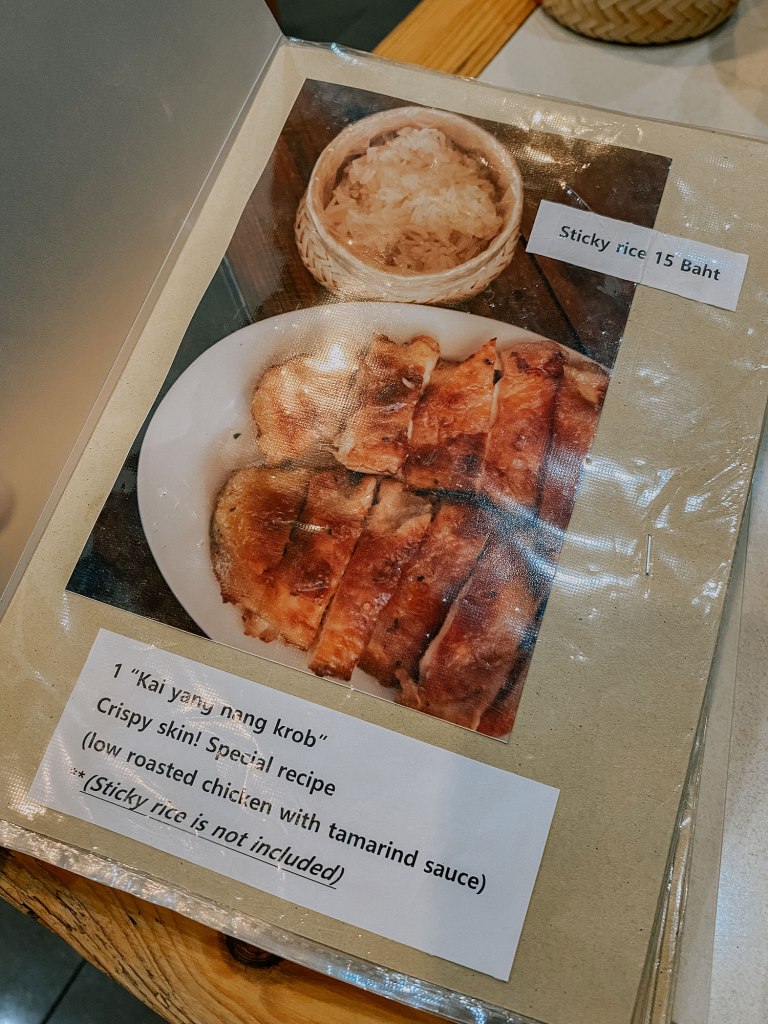 Sticky rice 15 Baht
1 “Kai yang nang krob”
Crispy skin! Special recipe
(low roasted chicken with tamarind sauce)
**(Sticky rice is not included)